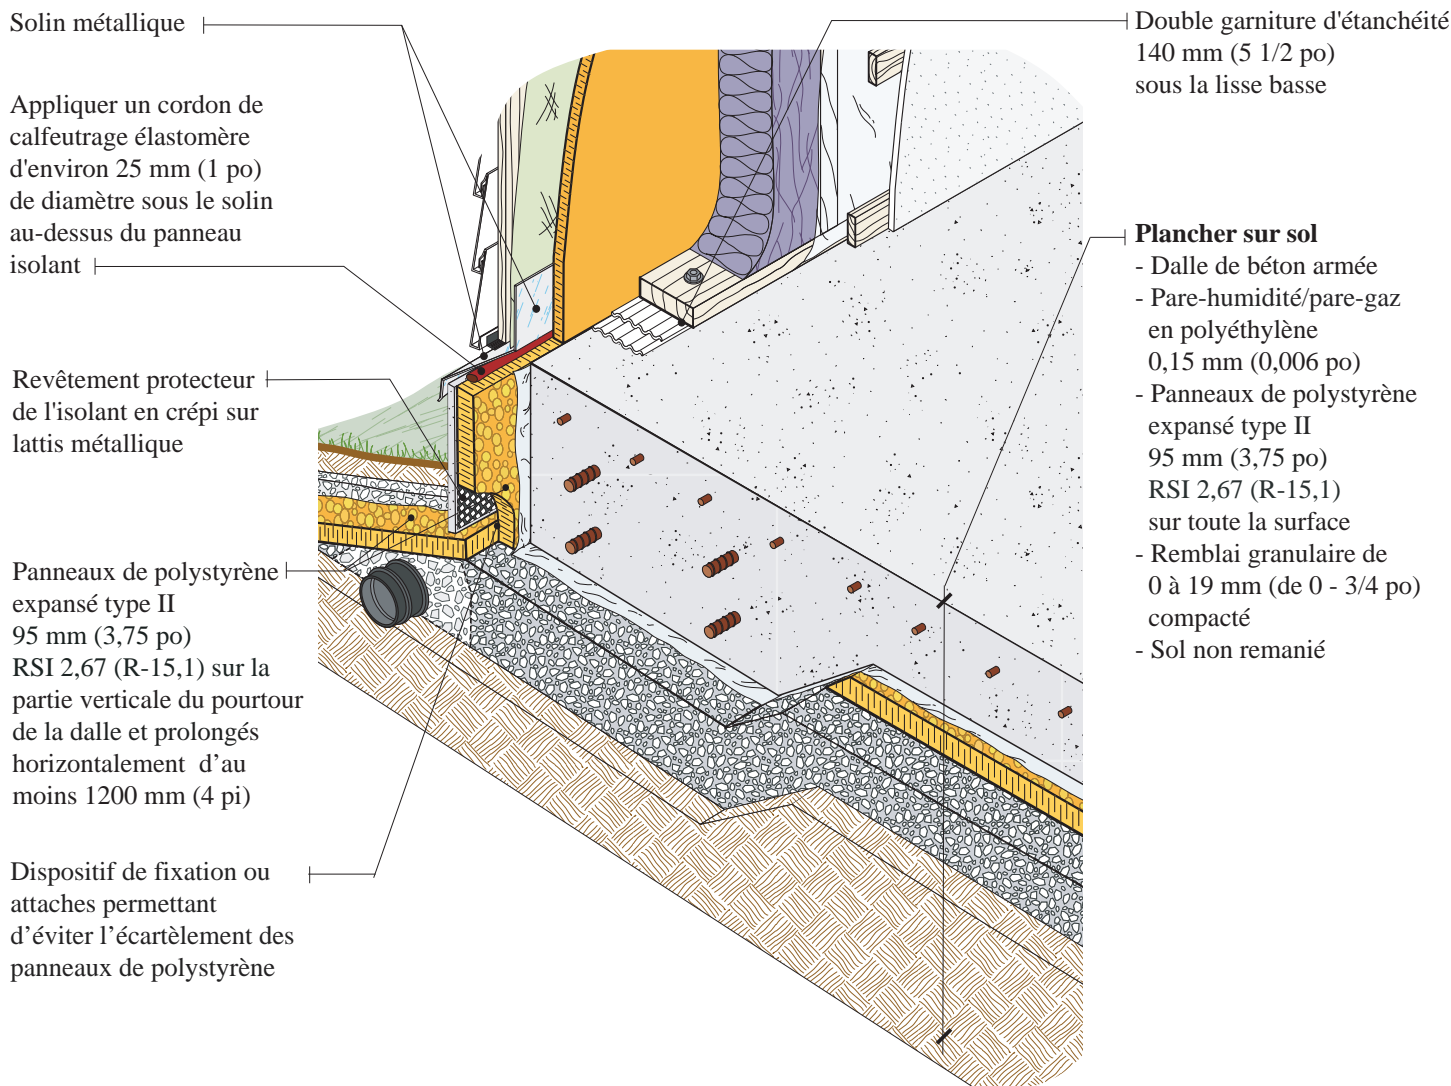 Solin métallique
Appliquer un cordon de
calfeutrage élastomère
d'environ 25 mm (1 po)
de diamètre sous le solin
au-dessus du panneau
isolant
Revêtement protecteur
de l'isolant en crépi sur
lattis métallique
Panneaux de polystyrène
expansé type II
95 mm (3,75 po)
RSI 2,67 (R-15,1) sur la
partie verticale du pourtour
de la dalle et prolongés
horizontalement d’au
moins 1200 mm (4 pi)
Dispositif de fixation ou
attaches permettant
d’éviter l’écartèlement des
panneaux de polystyrène
Double garniture d'étanchéité
140 mm (5 1/2 po)
sous la lisse basse
Plancher sur sol
- Dalle de béton armée
- Pare-humidité/pare-gaz
en polyéthylène
0,15 mm (0,006 po)
- Panneaux de polystyrène
expansé type II
95 mm (3,75 po)
RSI 2,67 (R-15,1)
sur toute la surface
- Remblai granulaire de
0 à 19 mm (de 0 - 3/4 po)
compacté
- Sol non remanié